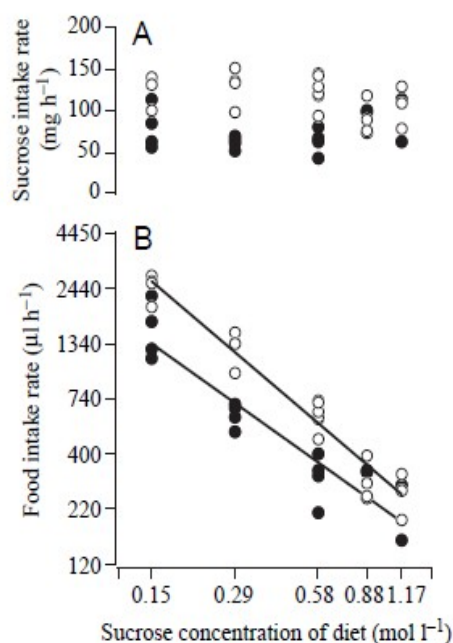 A
Sucrose intake rate
(mg h⁻¹)
200
150
100
50
0
B
Food intake rate (µl h⁻¹)
4450
2440
1340
740
400
220
120
0.15 0.29 0.58 0.88 1.17
Sucrose concentration of diet (mol l⁻¹)